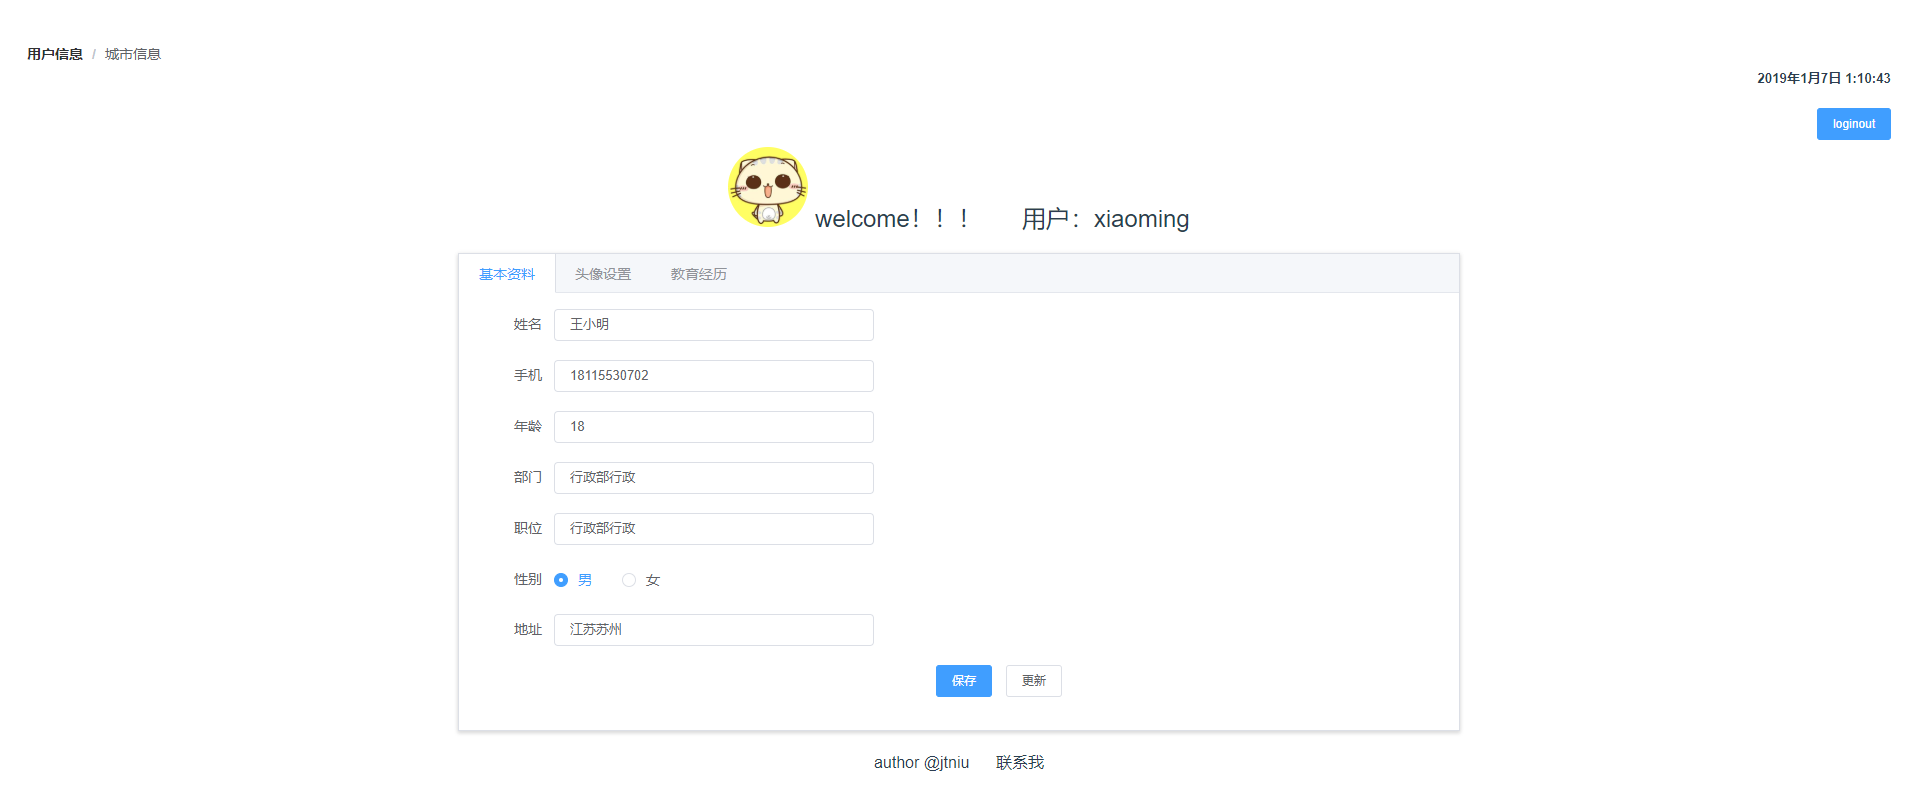 用户信息 / 城市信息
2019年1月7日 1:10:43
loginout
welcome！！！ 用户：xiaoming
基本资料 头像设置 教育经历
姓名 王小明
手机 18115530702
年龄 18
部门 行政部行政
职位 行政部行政
性别 男 女
地址 江苏苏州
保存 更新
author @jtniu 联系我